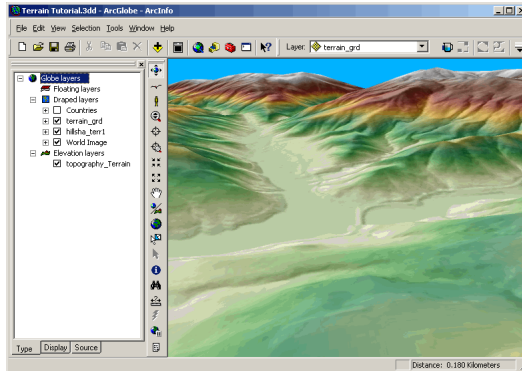 Terrain Tutorial.3dd - ArcGlobe - ArcInfo
File Edit View Selection Tools Window Help
Layer: terrain_grd
Globe layers
Floating layers
Draped layers
Countries
terrain_grd
hillsha_terr1
World Image
Elevation layers
topography_Terrain
Type Display Source
Distance: 0.180 Kilometers